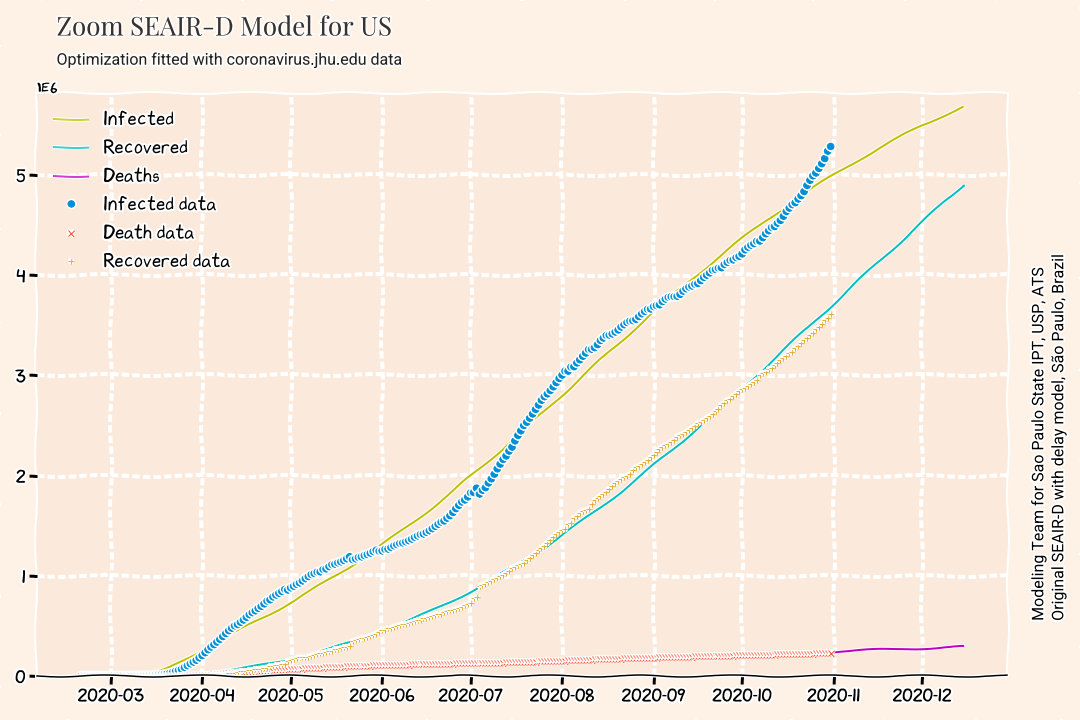 Zoom SEAIR-D Model for US
Optimization fitted with coronavirus.jhu.edu data
1E6
Infected
Recovered
Deaths
Infected data
Death data
Recovered data
5
4
3
2
1
0
2020-03 2020-04 2020-05 2020-06 2020-07 2020-08 2020-09 2020-10 2020-11 2020-12
Modeling Team for Sao Paulo State IPT, USP, ATS
Original SEAIR-D with delay model, São Paulo, Brazil